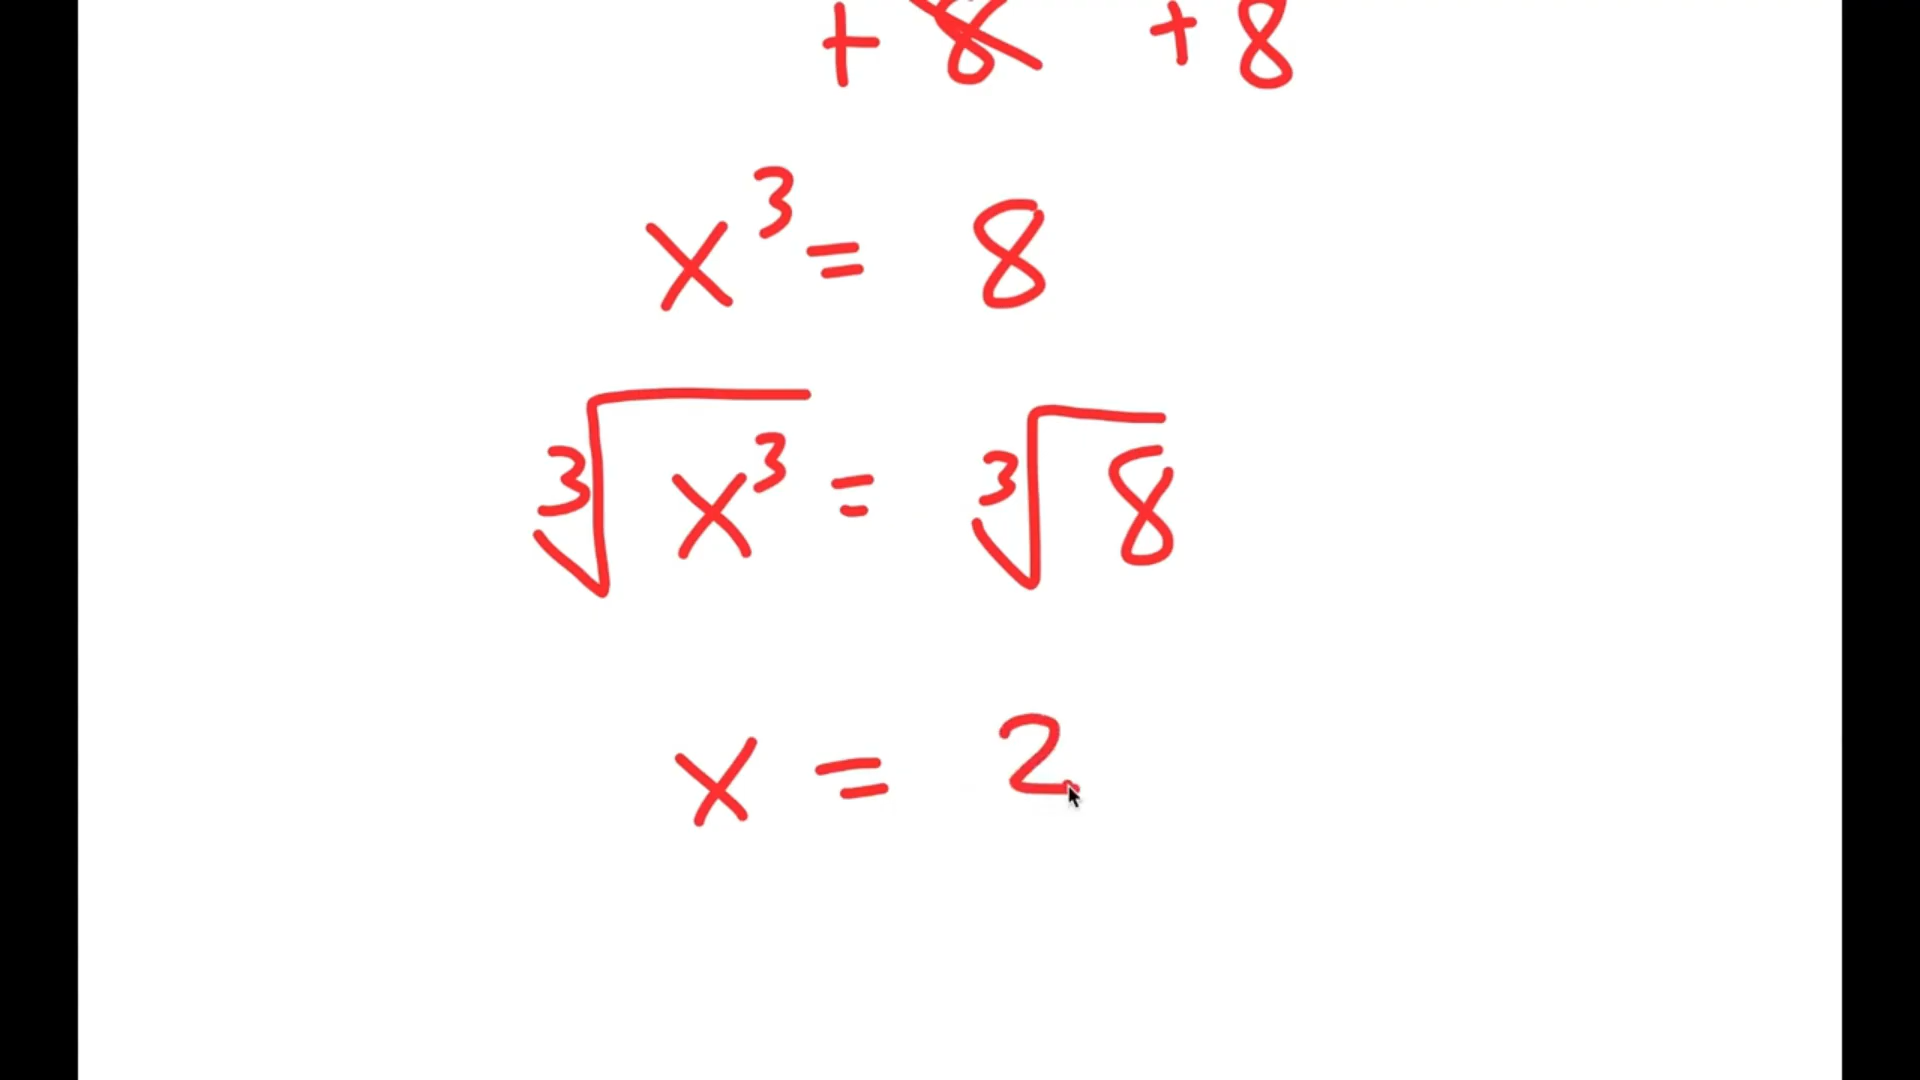 + 8 + 8
x³ = 8
∛x³ = ∛8
x = 2